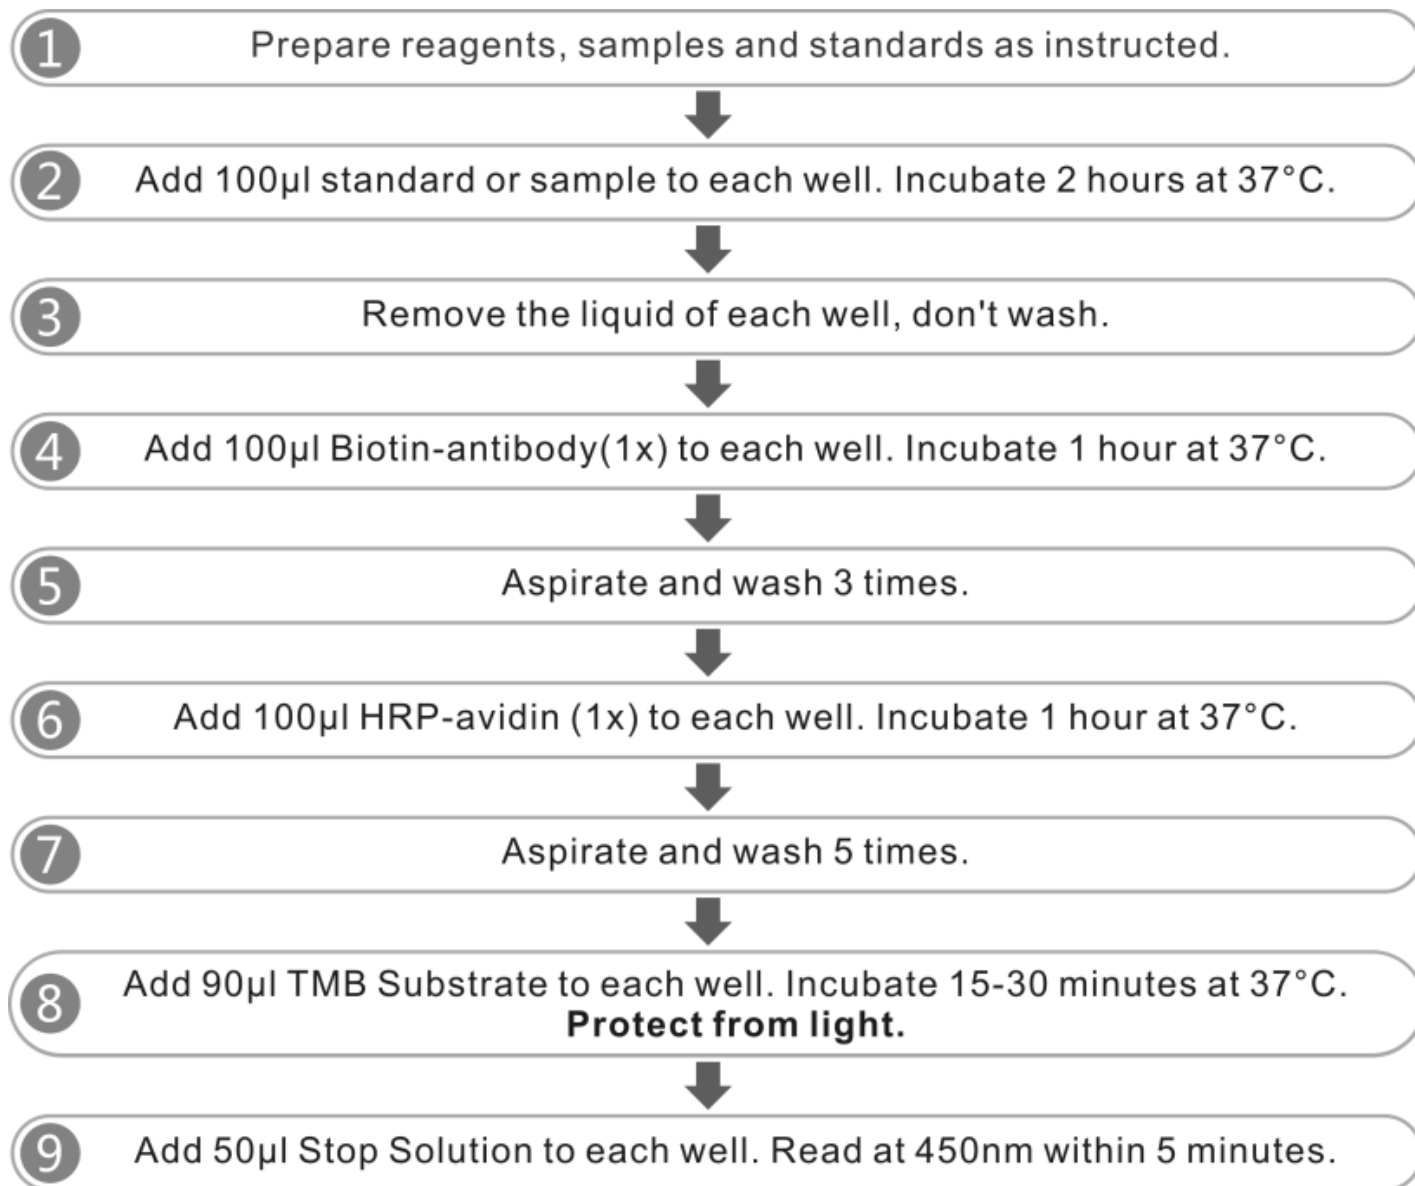 1 Prepare reagents, samples and standards as instructed.
2 Add 100µl standard or sample to each well. Incubate 2 hours at 37°C.
3 Remove the liquid of each well, don't wash.
4 Add 100µl Biotin-antibody(1x) to each well. Incubate 1 hour at 37°C.
5 Aspirate and wash 3 times.
6 Add 100µl HRP-avidin (1x) to each well. Incubate 1 hour at 37°C.
7 Aspirate and wash 5 times.
8 Add 90µl TMB Substrate to each well. Incubate 15-30 minutes at 37°C.
Protect from light.
9 Add 50µl Stop Solution to each well. Read at 450nm within 5 minutes.